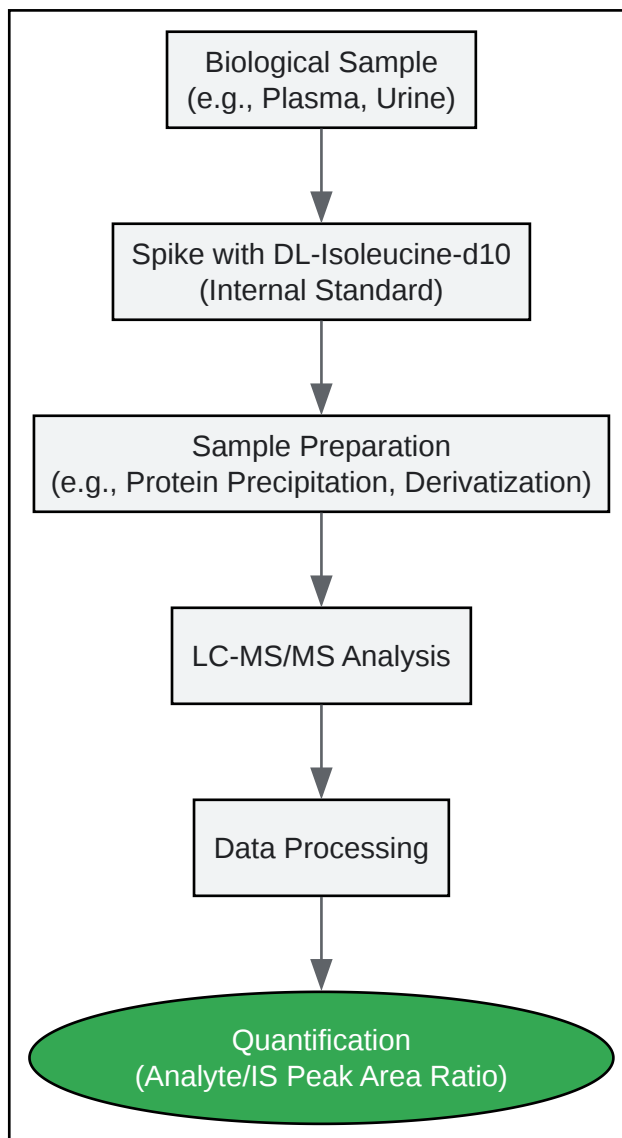 Biological Sample
(e.g., Plasma, Urine)
Spike with DL-Isoleucine-d10
(Internal Standard)
Sample Preparation
(e.g., Protein Precipitation, Derivatization)
LC-MS/MS Analysis
Data Processing
Quantification
(Analyte/IS Peak Area Ratio)